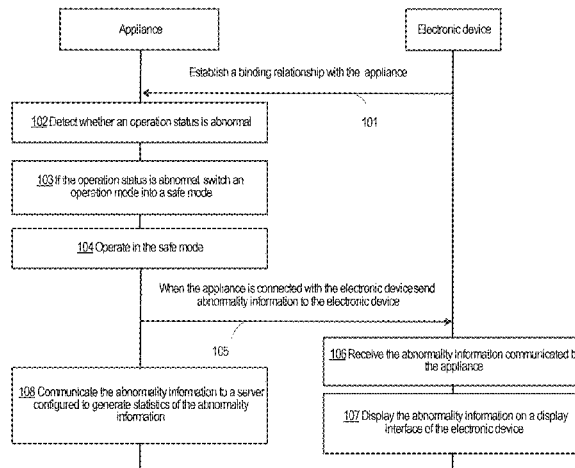 Appliance
Electronic device
Establish a binding relationship with the appliance
101
102 Detect whether an operation status is abnormal
103 If the operation status is abnormal, switch an
operation mode into a safe mode
104 Operate in the safe mode
When the appliance is connected with the electronic device send
abnormality information to the electronic device
105
106 Receive the abnormality information communicated by
the appliance
108 Communicate the abnormality information to a server
configured to generate statistics of the abnormality
information
107 Display the abnormality information on a display
interface of the electronic device